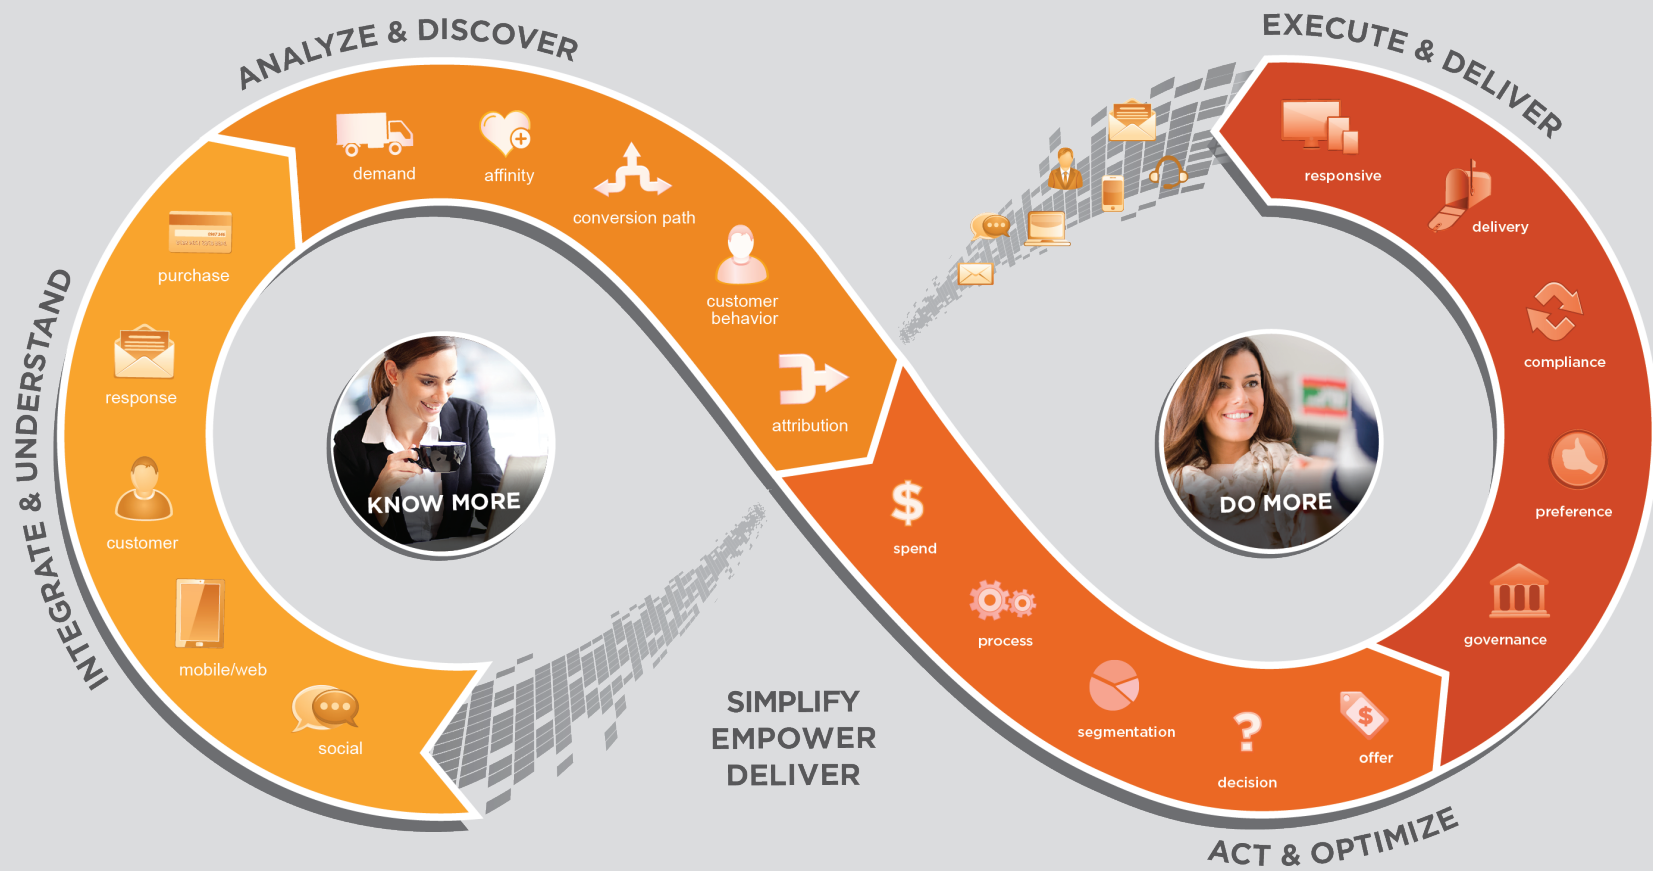 ANALYZE & DISCOVER
EXECUTE & DELIVER
INTEGRATE & UNDERSTAND
ACT & OPTIMIZE
demand
affinity
conversion path
customer
behavior
attribution
purchase
response
customer
mobile/web
social
KNOW MORE
SIMPLIFY
EMPOWER
DELIVER
spend
process
segmentation
decision
offer
responsive
delivery
compliance
preference
governance
DO MORE